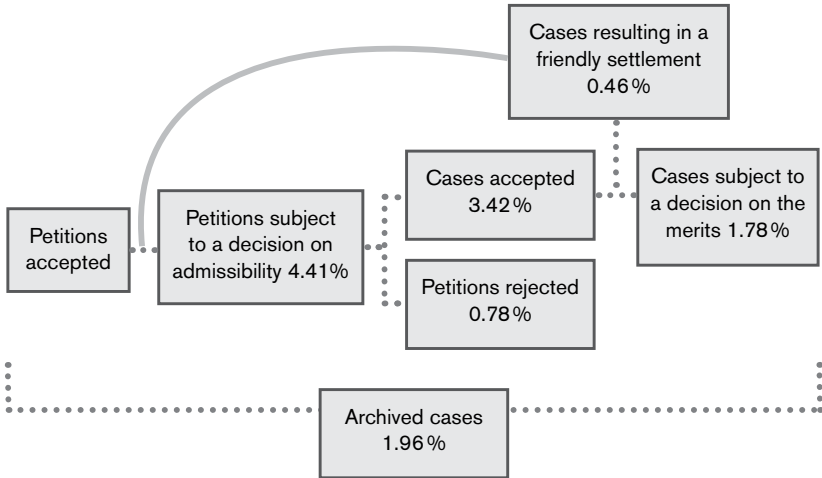 Cases resulting in a
friendly settlement
0.46%
Petitions
accepted
Petitions subject
to a decision on
admissibility 4.41%
Cases accepted
3.42%
Petitions rejected
0.78%
Cases subject to
a decision on the
merits 1.78%
Archived cases
1.96%